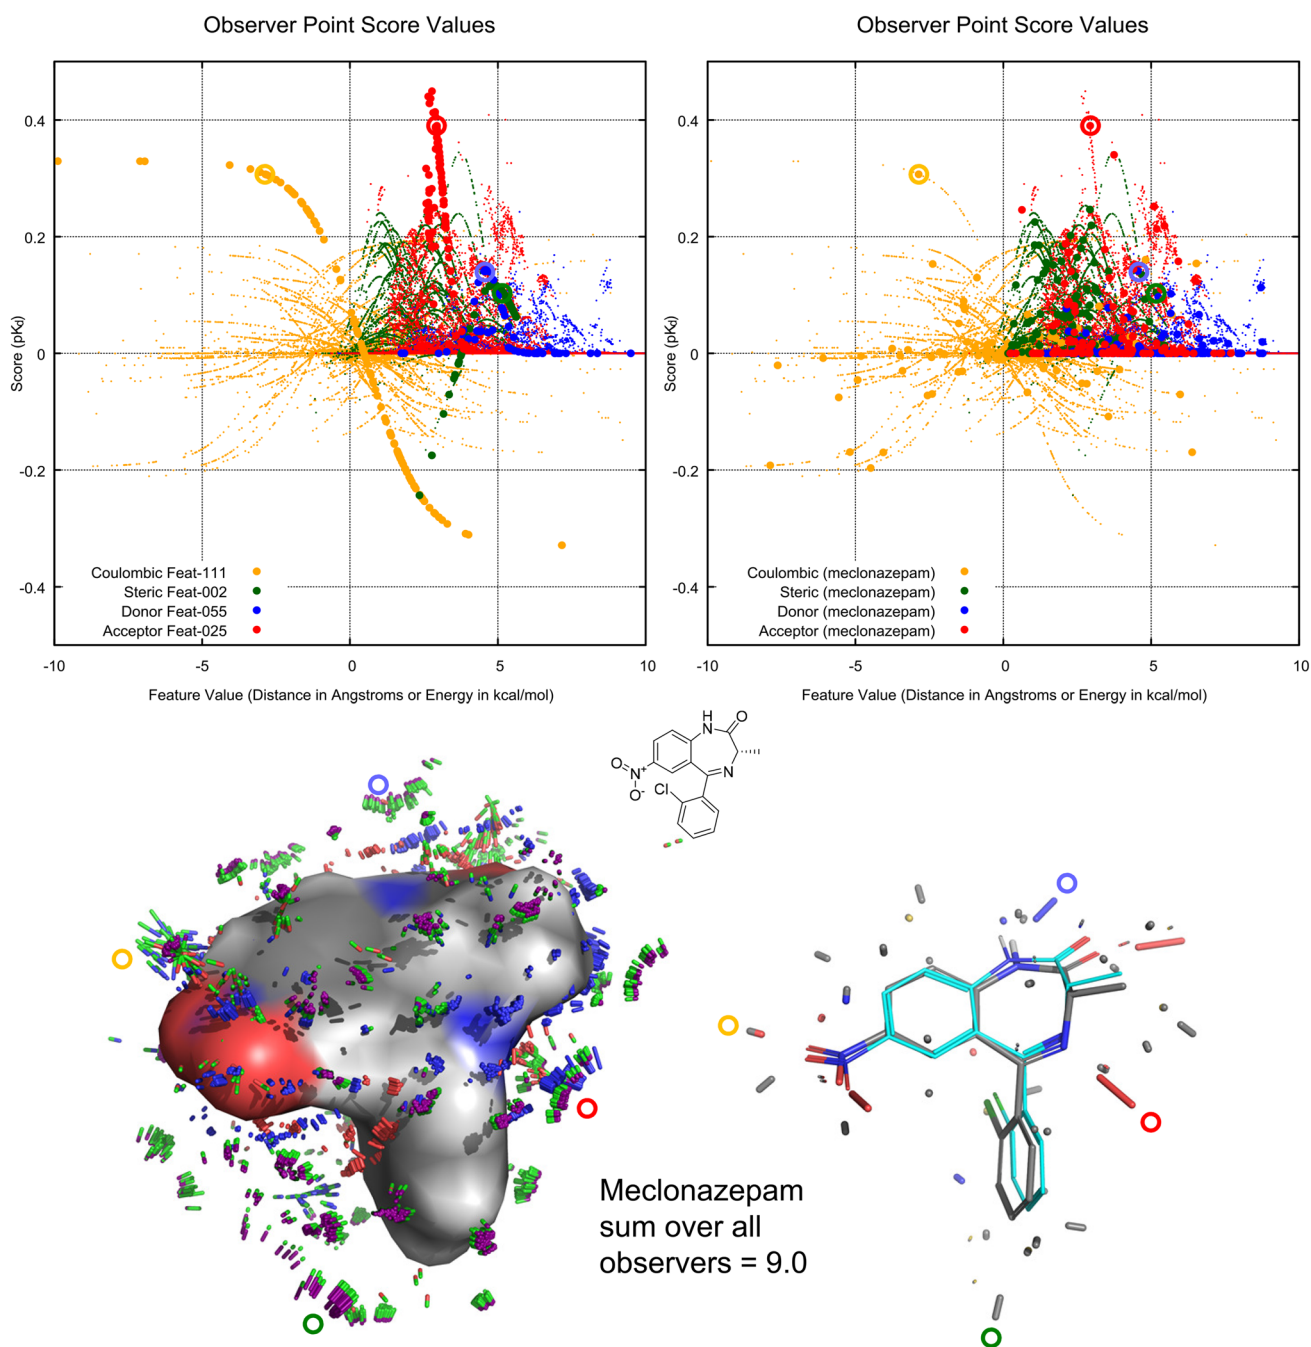 Observer Point Score Values
Observer Point Score Values
0.4
0.2
0
-0.2
-0.4
Score (pKd)
Coulombic Feat-111
Steric Feat-002
Donor Feat-055
Acceptor Feat-025
-10
-5
0
5
10
Feature Value (Distance in Angstroms or Energy in kcal/mol)
0.4
0.2
0
-0.2
-0.4
Score (pKd)
Coulombic (meclonazepam)
Steric (meclonazepam)
Donor (meclonazepam)
Acceptor (meclonazepam)
-10
-5
0
5
10
Feature Value (Distance in Angstroms or Energy in kcal/mol)
H
N
O
O
N+
O-
N
Cl
Meclonazepam
sum over all
observers = 9.0